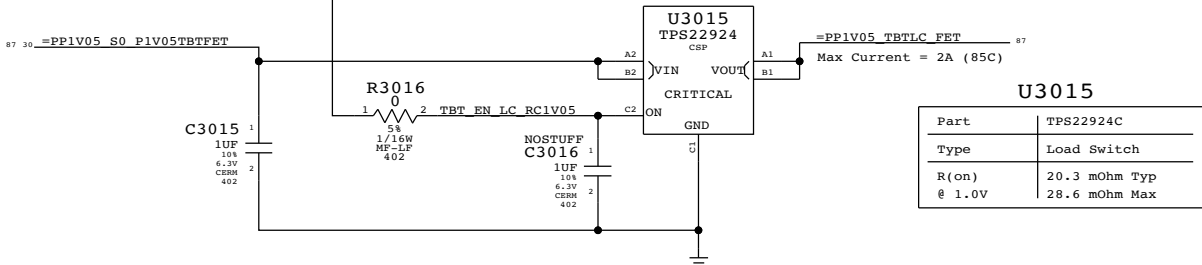 87 30 =PP1V05_S0_P1V05TBTFET
U3015
TPS22924
CSP
A2
B2
VIN
VOUT
A1
B1
=PP1V05_TBTLC_FET 87
Max Current = 2A (85C)
CRITICAL
C2 ON
GND
C1
R3016
0
1 2
5%
1/16W
MF-LF
402
TBT_EN_LC_RC1V05
C3015 1
1UF
10%
6.3V
CERM
402
2
NOSTUFF
C3016 1
1UF
10%
6.3V
CERM
402
2
U3015
Part TPS22924C
Type Load Switch
R(on) 20.3 mOhm Typ
@ 1.0V 28.6 mOhm Max